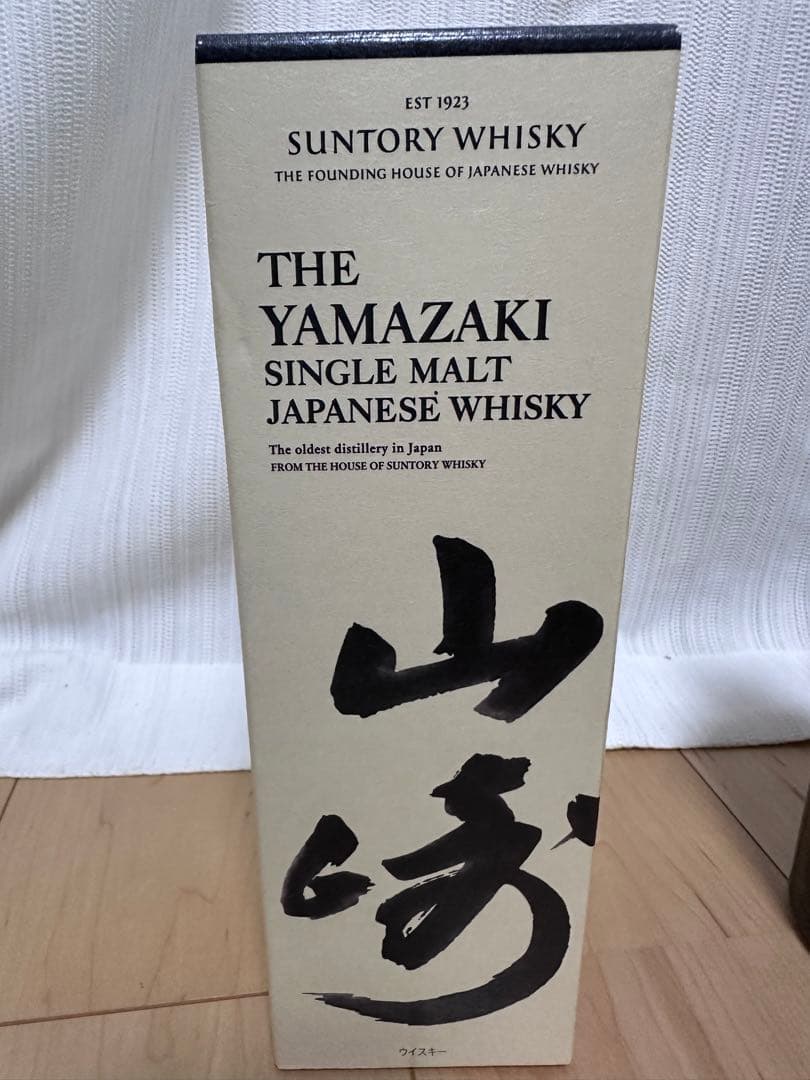 EST 1923
SUNTORY WHISKY
THE FOUNDING HOUSE OF JAPANESE WHISKY
THE
YAMAZAKI
SINGLE MALT
JAPANESE WHISKY
The oldest distillery in Japan
FROM THE HOUSE OF SUNTORY WHISKY
山
崎
ウイスキー